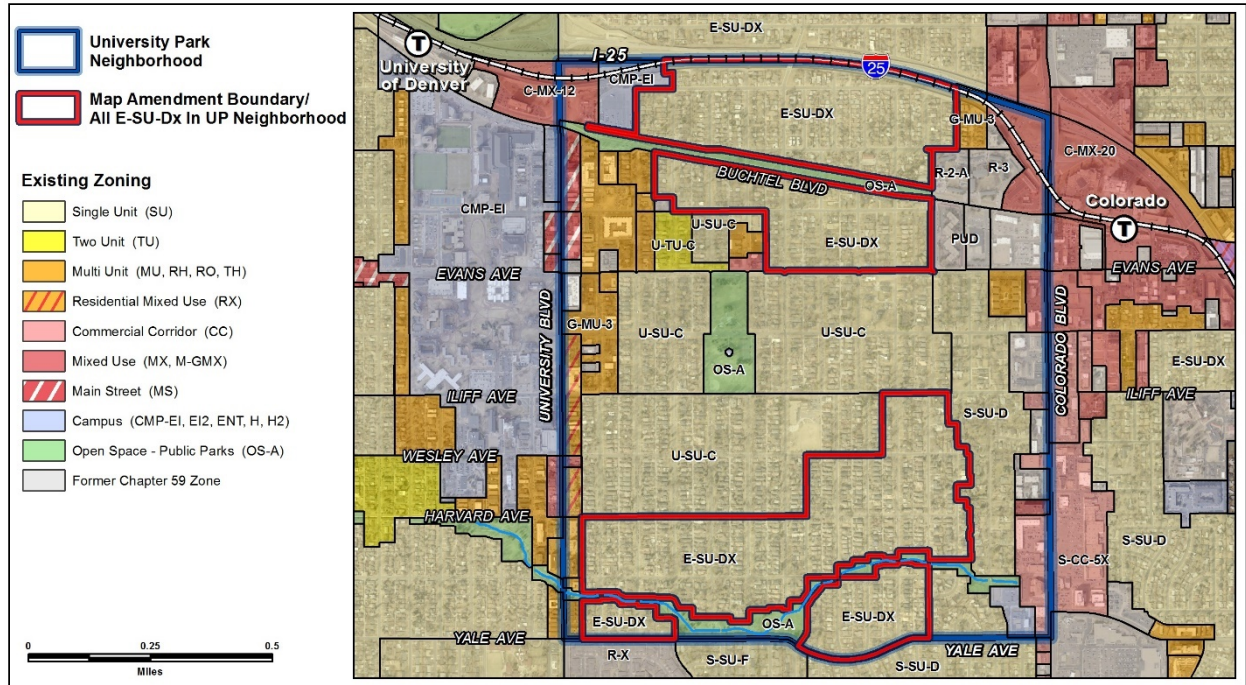 University Park
Neighborhood
Map Amendment Boundary/
All E-SU-Dx In UP Neighborhood
Existing Zoning
Single Unit (SU)
Two Unit (TU)
Multi Unit (MU, RH, RO, TH)
Residential Mixed Use (RX)
Commercial Corridor (CC)
Mixed Use (MX, M-GMX)
Main Street (MS)
Campus (CMP-EI, EI2, ENT, H, H2)
Open Space - Public Parks (OS-A)
Former Chapter 59 Zone
0 0.25 0.5
Miles
E-SU-DX
T
University
of Denver
I-25
25
CMP-EI
C-MX-12
E-SU-DX
G-MU-3
C-MX-20
R-2-A
R-3
BUCHTEL BLVD
OS-A
Colorado
T
CMP-EI
U-SU-C
U-TU-C
E-SU-DX
PUD
EVANS AVE
EVANS AVE
UNIVERSITY BLVD
G-MU-3
U-SU-C
OS-A
U-SU-C
COLORADO BLVD
E-SU-DX
ILIFF AVE
ILIFF AVE
S-SU-D
WESLEY AVE
U-SU-C
HARVARD AVE
E-SU-DX
S-CC-5X
S-SU-D
E-SU-DX
OS-A
E-SU-DX
YALE AVE
YALE AVE
R-X
S-SU-F
S-SU-D